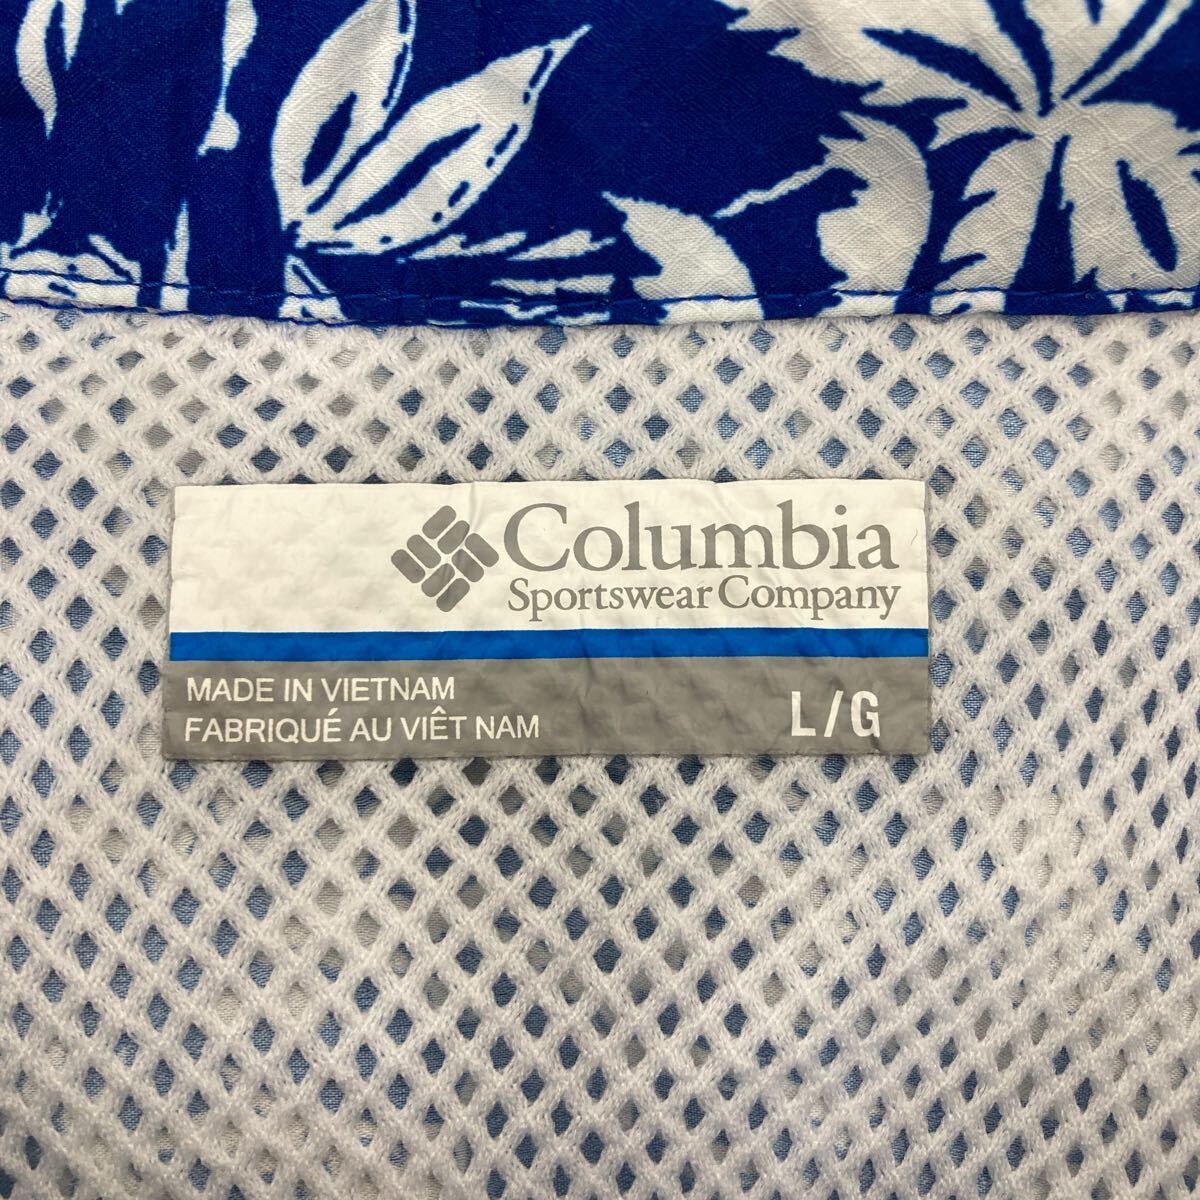 Columbia
Sportswear Company
MADE IN VIETNAM
FABRIQUÉ AU VIÊT NAM
L/G